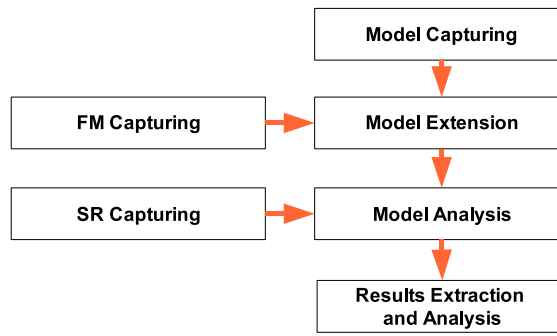 Model Capturing
FM Capturing
Model Extension
SR Capturing
Model Analysis
Results Extraction
and Analysis